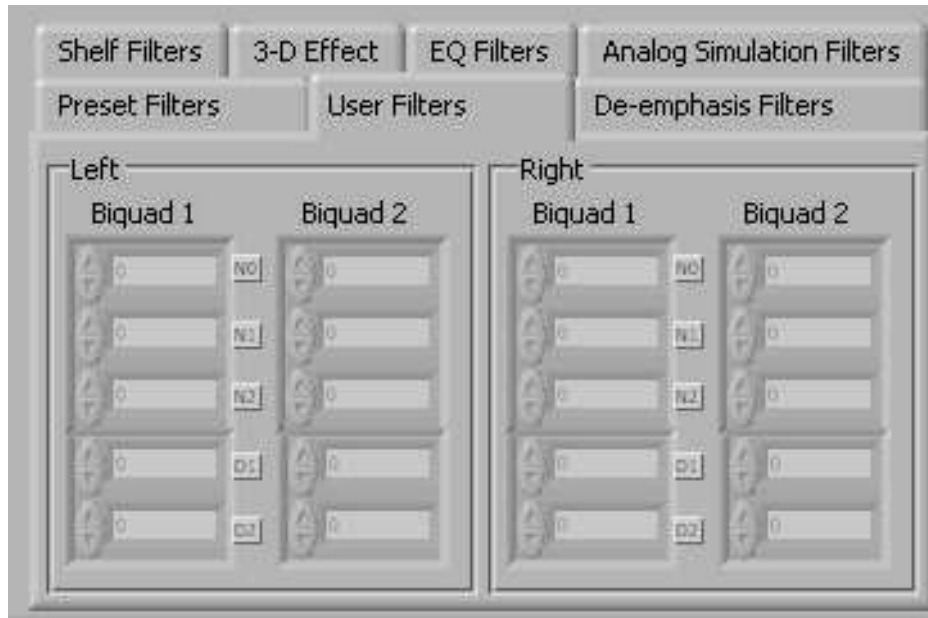 Shelf Filters 3-D Effect EQ Filters Analog Simulation Filters
Preset Filters User Filters De-emphasis Filters
Left Right
Biquad 1 Biquad 2 Biquad 1 Biquad 2
0 N0 0 0 N0 0
0 N1 0 0 N1 0
0 N2 0 0 N2 0
0 D1 0 0 D1 0
0 D2 0 0 D2 0